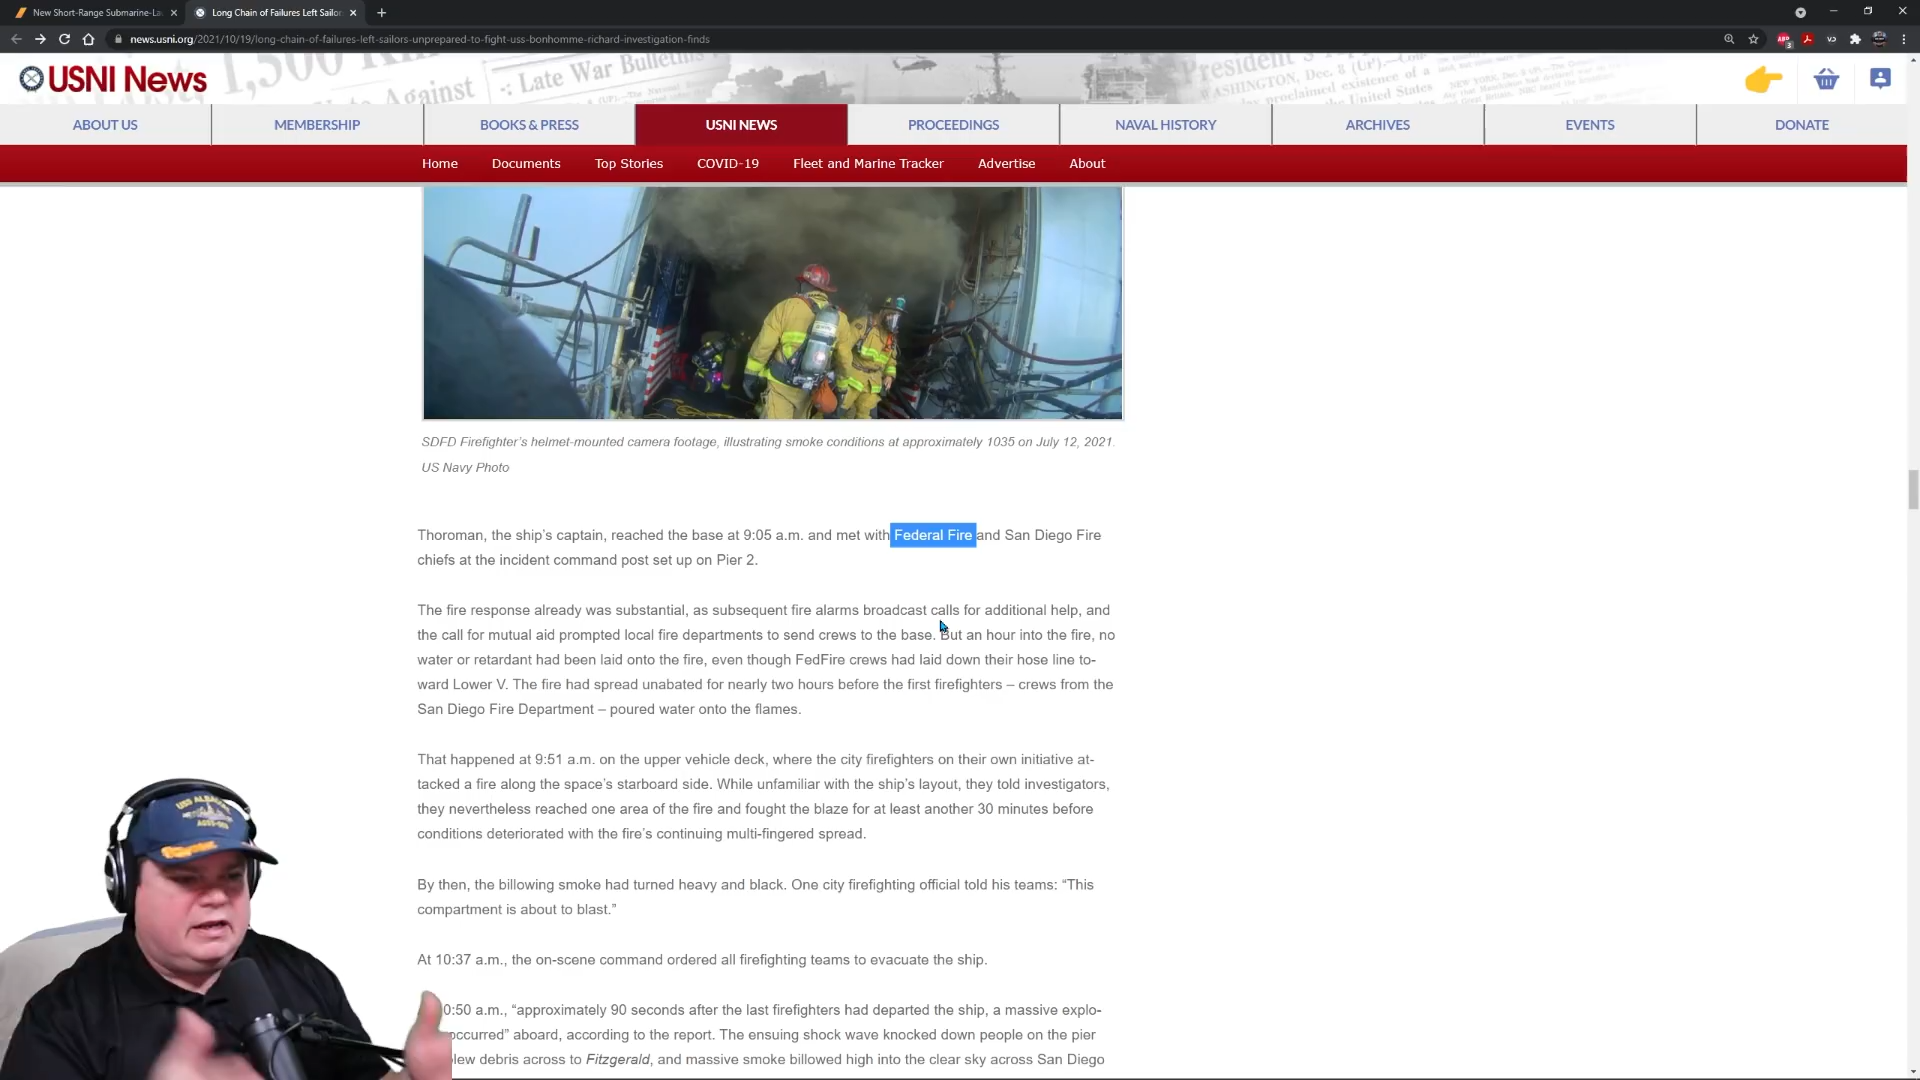 New Short-Range Submarine-La
Long Chain of Failures Left Sailor
news.usni.org/2021/10/19/long-chain-of-failures-left-sailors-unprepared-to-fight-uss-bonhomme-richard-investigation-finds
USNI News
Late War Bulletins
Against
President's
ABOUT US
MEMBERSHIP
BOOKS & PRESS
USNI NEWS
PROCEEDINGS
NAVAL HISTORY
ARCHIVES
EVENTS
DONATE
Home
Documents
Top Stories
COVID-19
Fleet and Marine Tracker
Advertise
About
SDFD Firefighter's helmet-mounted camera footage, illustrating smoke conditions at approximately 1035 on July 12, 2021.
US Navy Photo
Thoroman, the ship's captain, reached the base at 9:05 a.m. and met with Federal Fire and San Diego Fire
chiefs at the incident command post set up on Pier 2.
The fire response already was substantial, as subsequent fire alarms broadcast calls for additional help, and
the call for mutual aid prompted local fire departments to send crews to the base. But an hour into the fire, no
water or retardant had been laid onto the fire, even though FedFire crews had laid down their hose line to-
ward Lower V. The fire had spread unabated for nearly two hours before the first firefighters – crews from the
San Diego Fire Department – poured water onto the flames.
That happened at 9:51 a.m. on the upper vehicle deck, where the city firefighters on their own initiative at-
tacked a fire along the space's starboard side. While unfamiliar with the ship's layout, they told investigators,
they nevertheless reached one area of the fire and fought the blaze for at least another 30 minutes before
conditions deteriorated with the fire's continuing multi-fingered spread.
By then, the billowing smoke had turned heavy and black. One city firefighting official told his teams: “This
compartment is about to blast.”
At 10:37 a.m., the on-scene command ordered all firefighting teams to evacuate the ship.
0:50 a.m., “approximately 90 seconds after the last firefighters had departed the ship, a massive explo-
occurred” aboard, according to the report. The ensuing shock wave knocked down people on the pier
lew debris across to Fitzgerald, and massive smoke billowed high into the clear sky across San Diego